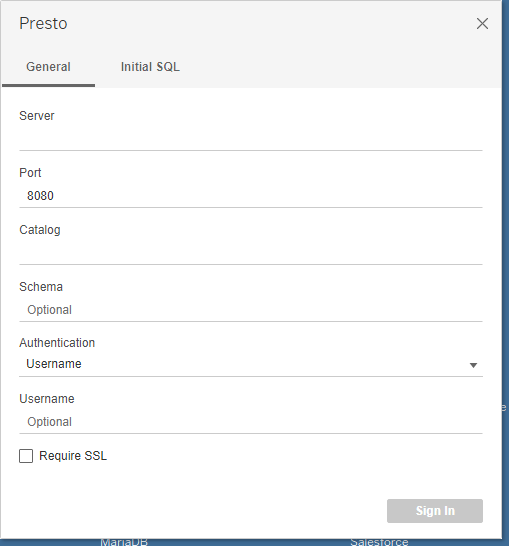 Presto
General
Initial SQL
Server
Port
8080
Catalog
Schema
Optional
Authentication
Username
Username
Optional
Require SSL
Sign In
MariaDB
Salesforce